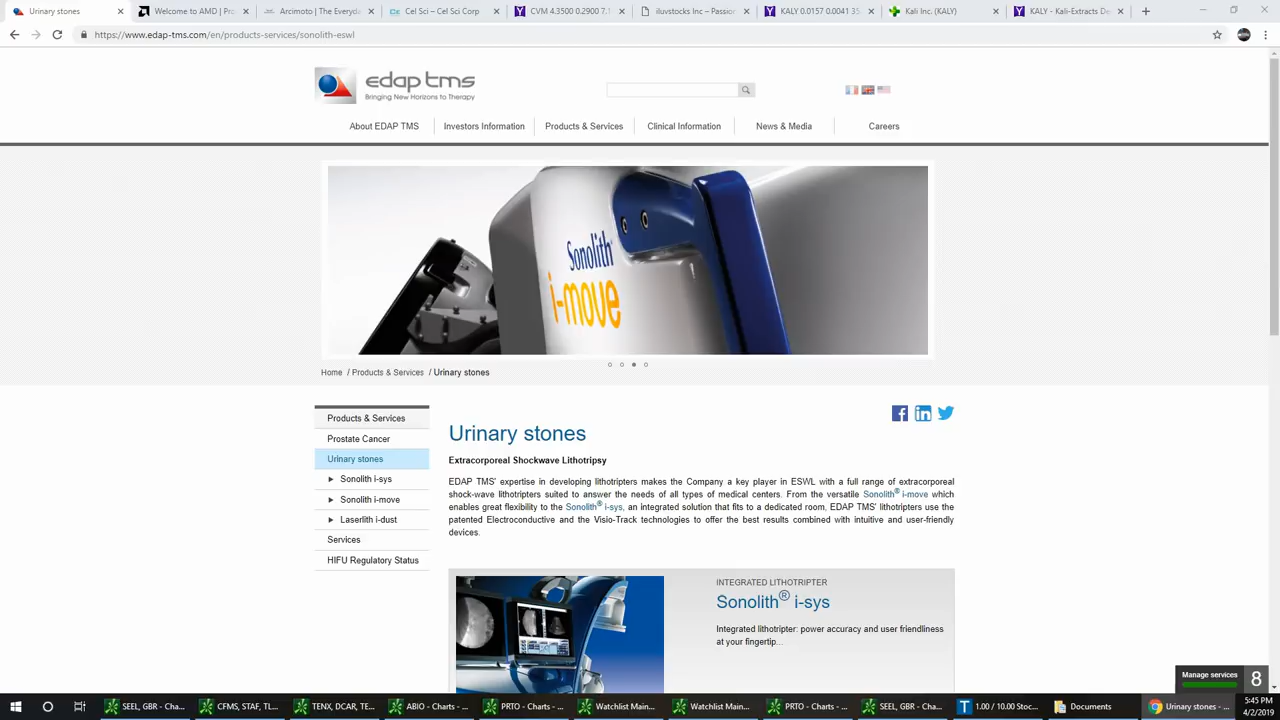 Urinary stones
Welcome to AMD | Pro
Arcimoto | The Everyda
Cel Sci – Cel Sci Corp
CVM 4.3500 0.2900 7.1
iluvstocks Inc – Passion
KALY 0.0157 0.0041 35
Kali Inc. (KALY)
KALY - Kali-Extracts De
https://www.edap-tms.com/en/products-services/sonolith-eswl
edap tms
Bringing New Horizons to Therapy
About EDAP TMS
Investors Information
Products & Services
Clinical Information
News & Media
Careers
Sonolith®
i-move
Home / Products & Services / Urinary stones
Products & Services
Prostate Cancer
Urinary stones
Sonolith i-sys
Sonolith i-move
Laserlith i-dust
Services
HIFU Regulatory Status
Urinary stones
Extracorporeal Shockwave Lithotripsy
EDAP TMS' expertise in developing lithotripters makes the Company a key player in ESWL with a full range of extracorporeal
shock-wave lithotripters suited to answer the needs of all types of medical centers. From the versatile Sonolith® i-move which
enables great flexibility to the Sonolith® i-sys, an integrated solution that fits to a dedicated room, EDAP TMS' lithotripters use the
patented Electroconductive and the Visio-Track technologies to offer the best results combined with intuitive and user-friendly
devices.
INTEGRATED LITHOTRIPTER
Sonolith® i-sys
Integrated lithotripter: power accuracy and user friendliness
at your fingertip...
Manage services
8
SEEL, GBR - Cha...
CFMS, STAF, TL...
TENX, DCAR, TE...
ABIO - Charts - ...
PRTO - Charts - ...
Watchlist Main...
Watchlist Main...
PRTO - Charts - ...
SEEL, GBR - Cha...
1.00 / 10.00 Stoc...
Documents
Urinary stones - ...
5:45 PM
4/2/2019